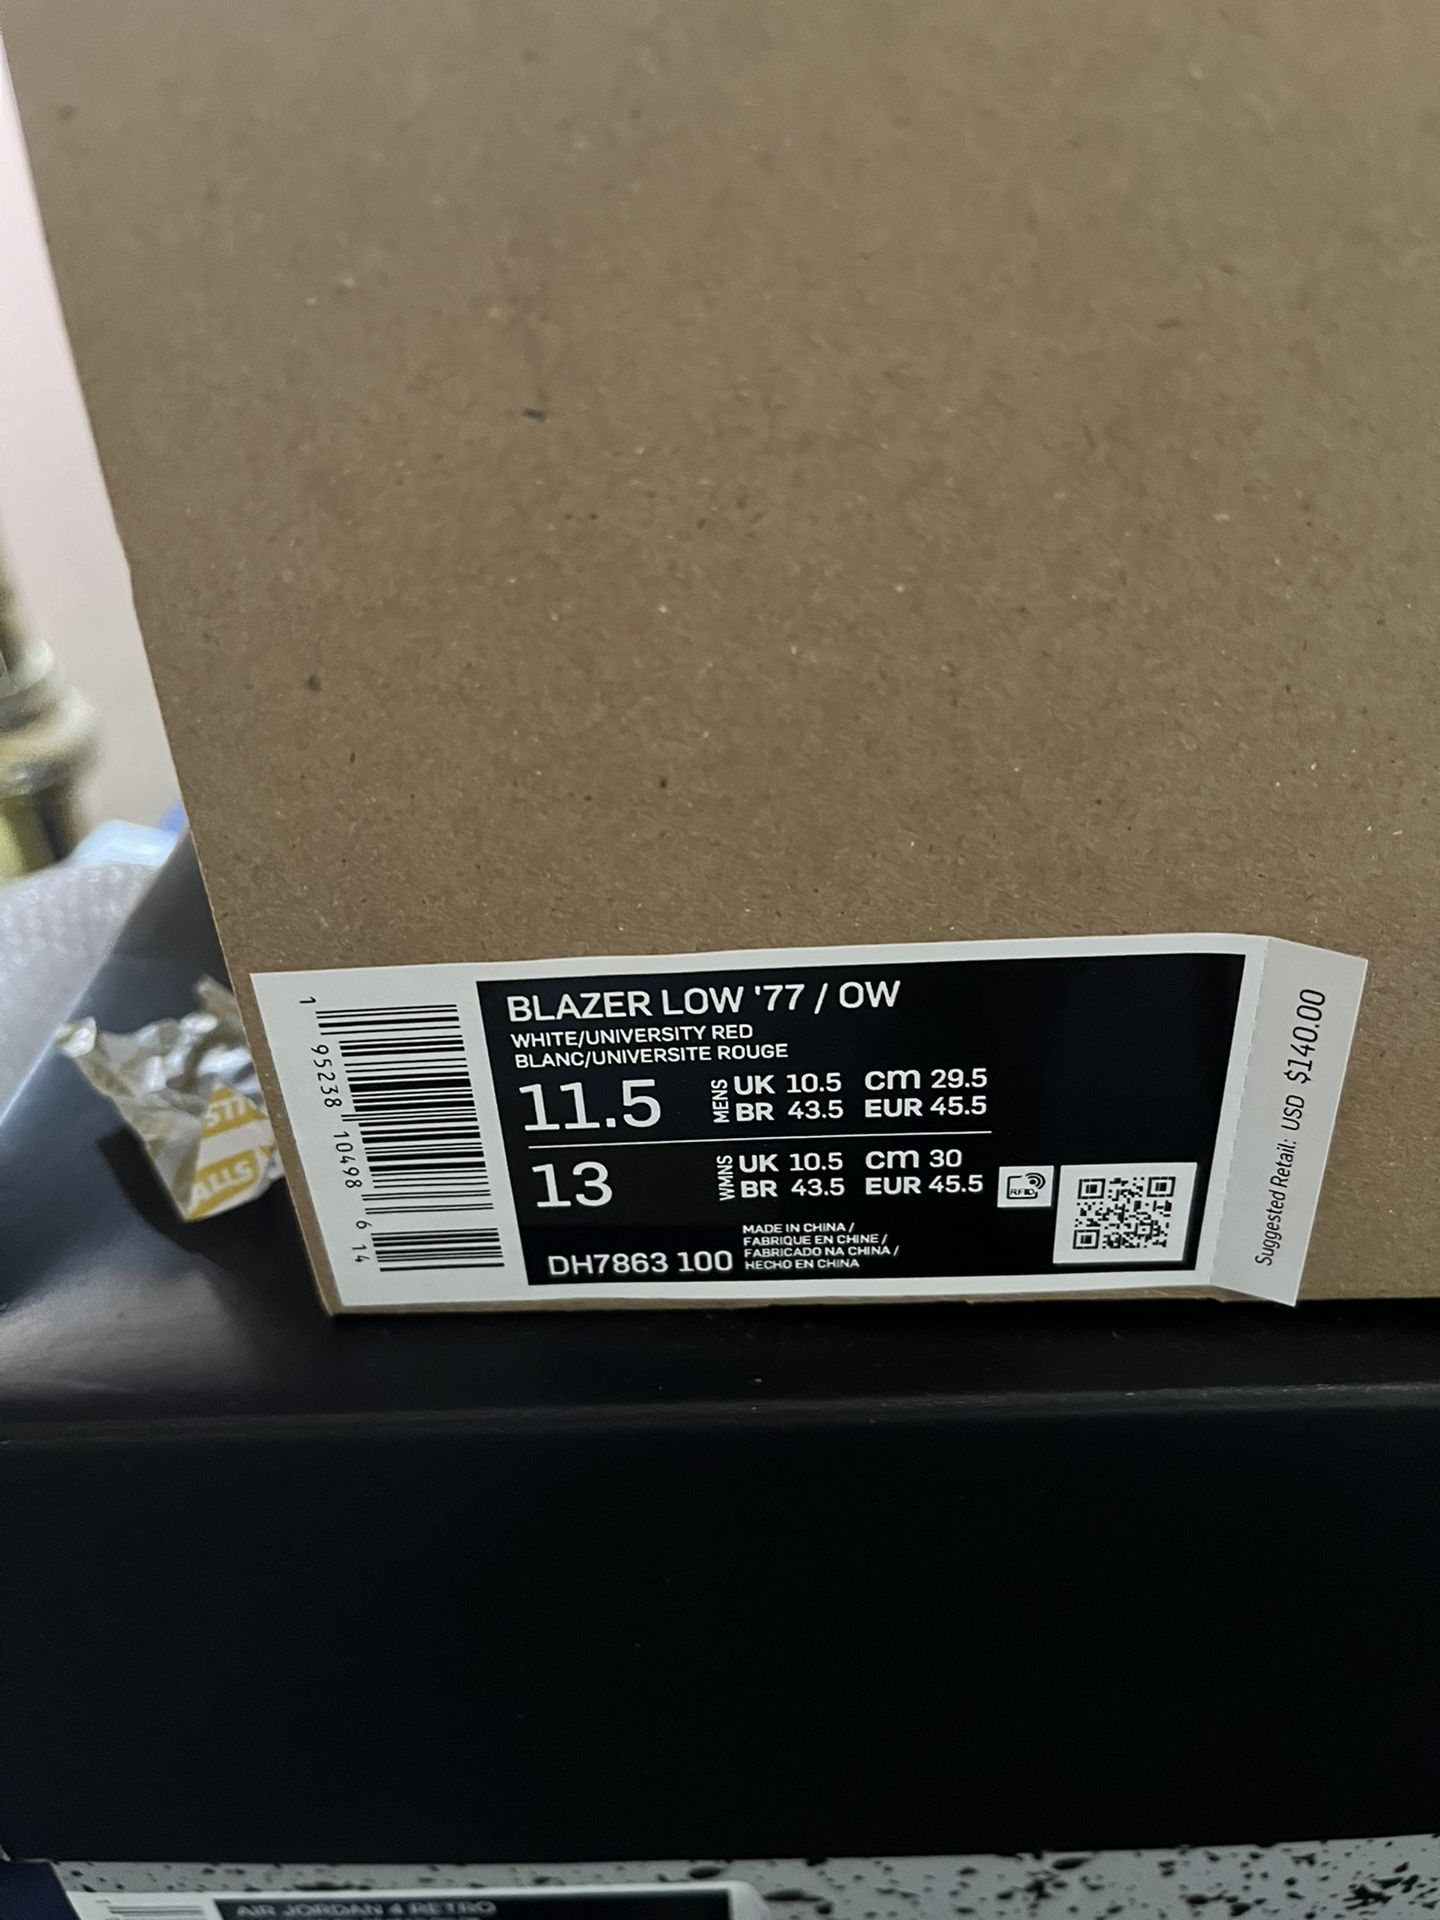 BLAZER LOW '77 / OW
WHITE/UNIVERSITY RED
BLANC/UNIVERSITE ROUGE
11.5 MENS UK 10.5 cm 29.5
BR 43.5 EUR 45.5
13 WMNS UK 10.5 cm 30
BR 43.5 EUR 45.5
RFID
MADE IN CHINA /
FABRIQUE EN CHINE /
FABRICADO NA CHINA /
HECHO EN CHINA
DH7863 100
1 95238 10498 6 14
Suggested Retail: USD $140.00
ALLS
AIR JORDAN 4 RETRO